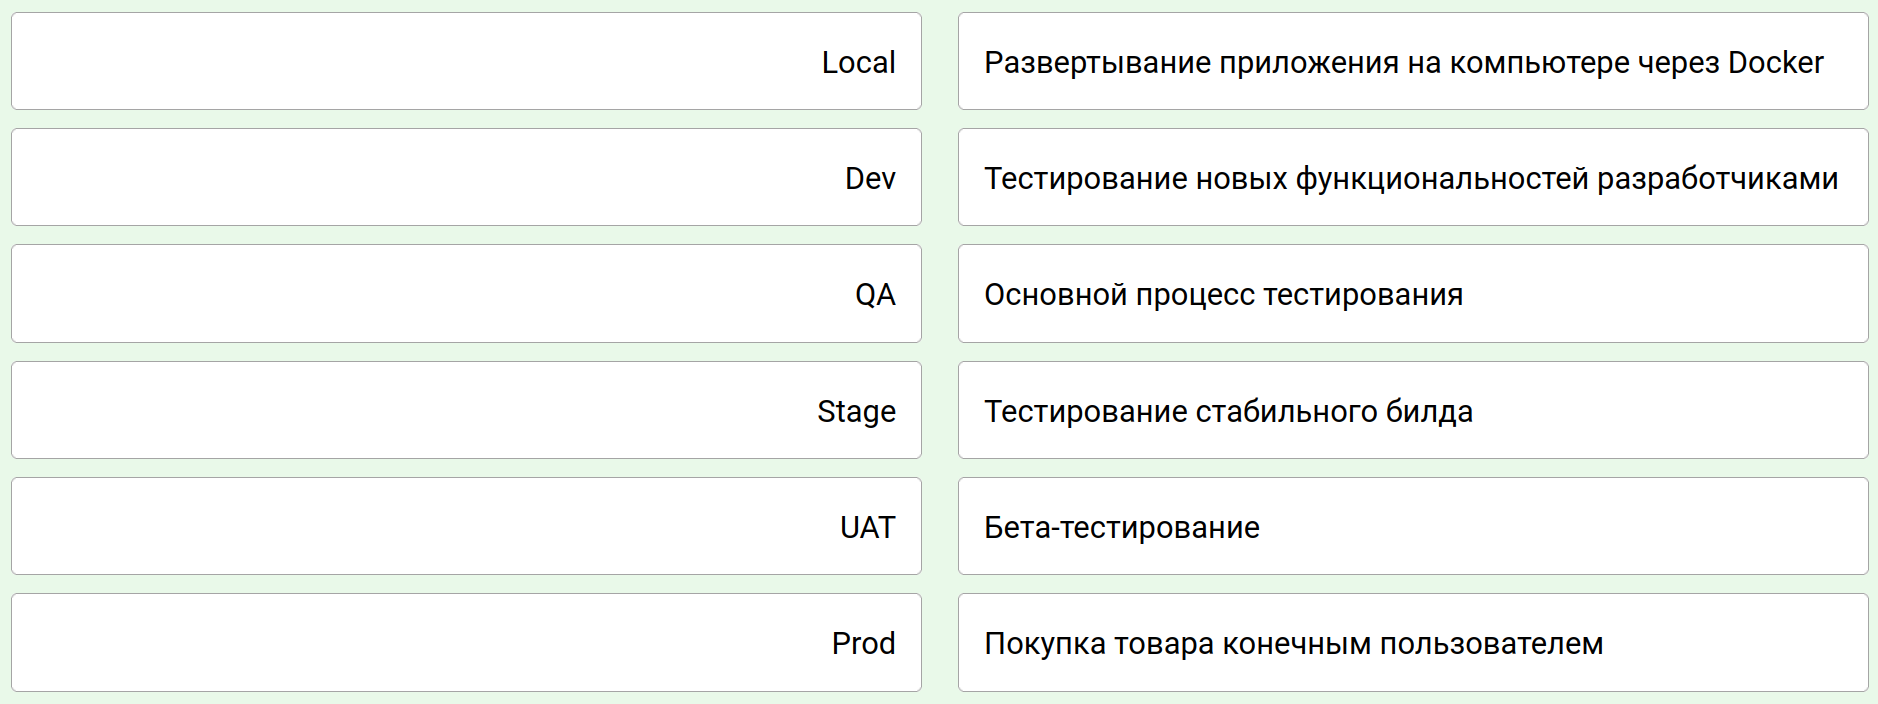 Local
Развертывание приложения на компьютере через Docker
Dev
Тестирование новых функциональностей разработчиками
QA
Основной процесс тестирования
Stage
Тестирование стабильного билда
UAT
Бета-тестирование
Prod
Покупка товара конечным пользователем